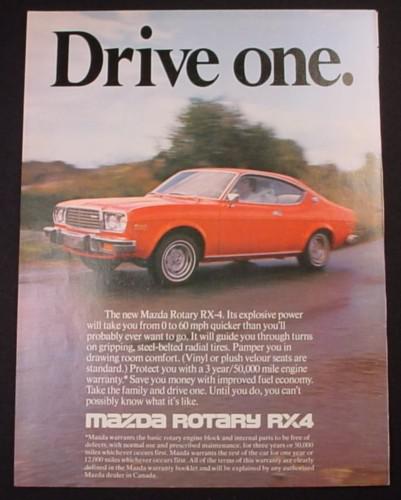 Drive one.
The new Mazda Rotary RX-4. Its explosive power
will take you from 0 to 60 mph quicker than you'll
probably ever want to go. It will guide you through turns
on gripping, steel-belted radial tires. Pamper you in
drawing room comfort. (Vinyl or plush velour seats are
standard.) Protect you with a 3 year/50,000 mile engine
warranty.* Save you money with improved fuel economy.
Take the family and drive one. Until you do, you can't
possibly know what it's like.
mazda rotary rx4
*Mazda warrants the basic rotary engine block and internal parts to be free of
defects, with normal use and prescribed maintenance, for three years or 50,000
miles whichever occurs first. Mazda warrants the rest of the car for one year or
12,000 miles whichever occurs first. All of the terms of this warranty are clearly
defined in the Mazda warranty booklet and will be explained by any authorized
Mazda dealer in Canada.